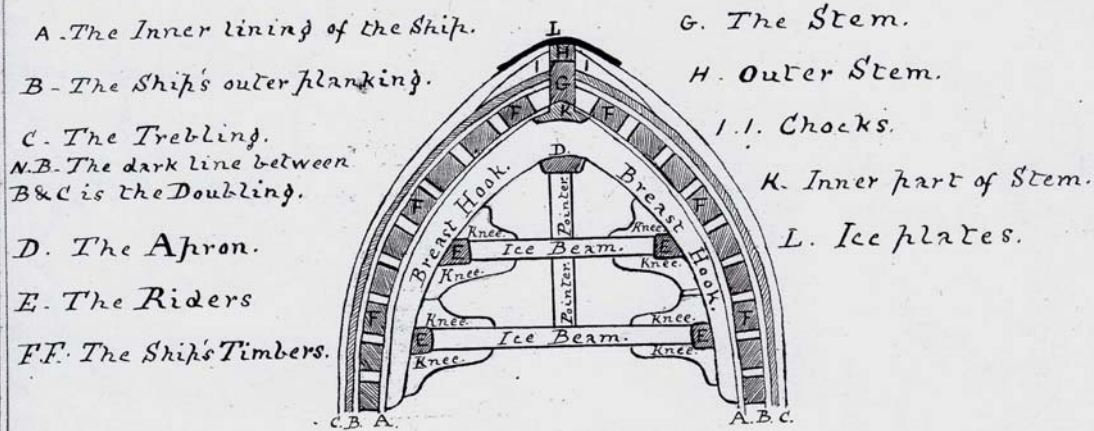 A. The Inner lining of the Ship.
B - The Ship's outer planking.
C. The Trebling.
N.B. The dark line between
B & C is the Doubling.
D. The Apron.
E. The Riders
F.F. The Ship's Timbers.
G. The Stem.
H. Outer Stem.
I.I. Chocks.
K. Inner part of Stem.
L. Ice plates.
L
H
I
I
G
F
K
F
D.
Breast Hook.
Breast Hook.
Pointer
F
F
Knee.
Knee.
E
Ice Beam.
E
Knee.
Knee.
Pointer
F
F
Knee.
Knee.
E
Ice Beam.
E
Knee.
Knee.
C.B. A.
A.B.C.